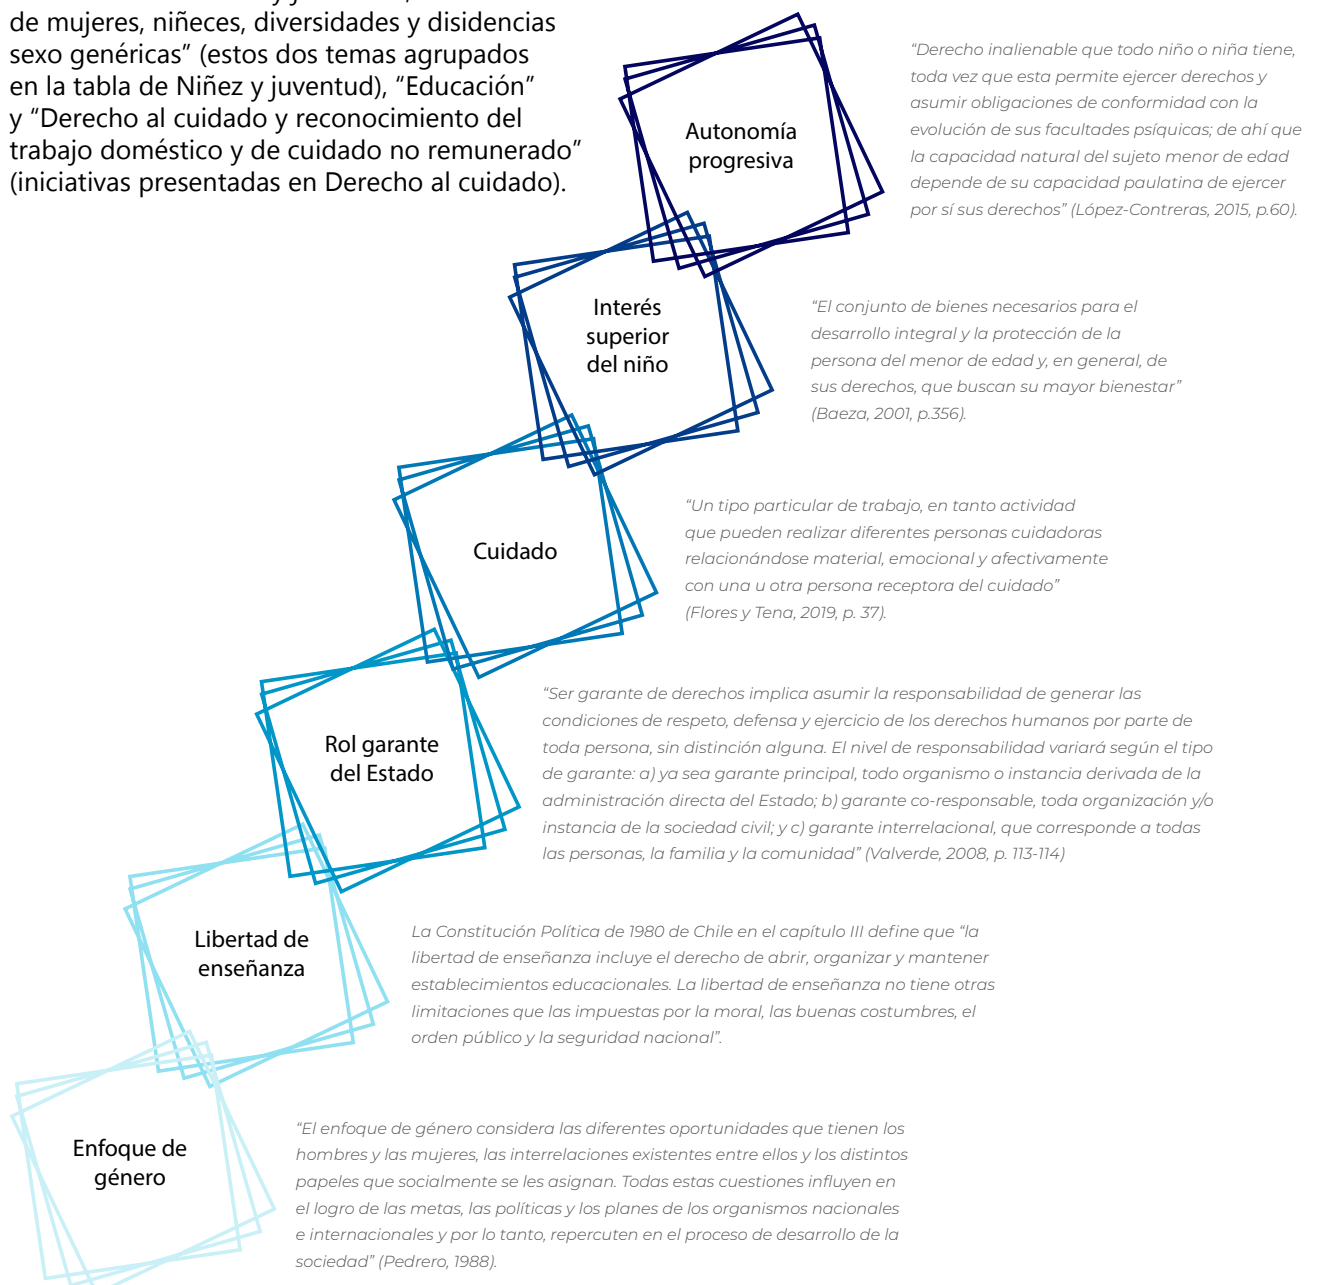 de mujeres, niñeces, diversidades y disidencias
sexo genéricas” (estos dos temas agrupados
en la tabla de Niñez y juventud), “Educación”
y “Derecho al cuidado y reconocimiento del
trabajo doméstico y de cuidado no remunerado”
(iniciativas presentadas en Derecho al cuidado).
Autonomía
progresiva
“Derecho inalienable que todo niño o niña tiene,
toda vez que esta permite ejercer derechos y
asumir obligaciones de conformidad con la
evolución de sus facultades psíquicas; de ahí que
la capacidad natural del sujeto menor de edad
depende de su capacidad paulatina de ejercer
por sí sus derechos” (López-Contreras, 2015, p.60).
Interés
superior
del niño
“El conjunto de bienes necesarios para el
desarrollo integral y la protección de la
persona del menor de edad y, en general, de
sus derechos, que buscan su mayor bienestar”
(Baeza, 2001, p.356).
Cuidado
“Un tipo particular de trabajo, en tanto actividad
que pueden realizar diferentes personas cuidadoras
relacionándose material, emocional y afectivamente
con una u otra persona receptora del cuidado”
(Flores y Tena, 2019, p. 37).
Rol garante
del Estado
“Ser garante de derechos implica asumir la responsabilidad de generar las
condiciones de respeto, defensa y ejercicio de los derechos humanos por parte de
toda persona, sin distinción alguna. El nivel de responsabilidad variará según el tipo
de garante: a) ya sea garante principal, todo organismo o instancia derivada de la
administración directa del Estado; b) garante co-responsable, toda organización y/o
instancia de la sociedad civil; y c) garante interrelacional, que corresponde a todas
las personas, la familia y la comunidad” (Valverde, 2008, p. 113-114)
Libertad de
enseñanza
La Constitución Política de 1980 de Chile en el capítulo III define que “la
libertad de enseñanza incluye el derecho de abrir, organizar y mantener
establecimientos educacionales. La libertad de enseñanza no tiene otras
limitaciones que las impuestas por la moral, las buenas costumbres, el
orden público y la seguridad nacional”.
Enfoque de
género
“El enfoque de género considera las diferentes oportunidades que tienen los
hombres y las mujeres, las interrelaciones existentes entre ellos y los distintos
papeles que socialmente se les asignan. Todas estas cuestiones influyen en
el logro de las metas, las políticas y los planes de los organismos nacionales
e internacionales y por lo tanto, repercuten en el proceso de desarrollo de la
sociedad” (Pedrero, 1988).